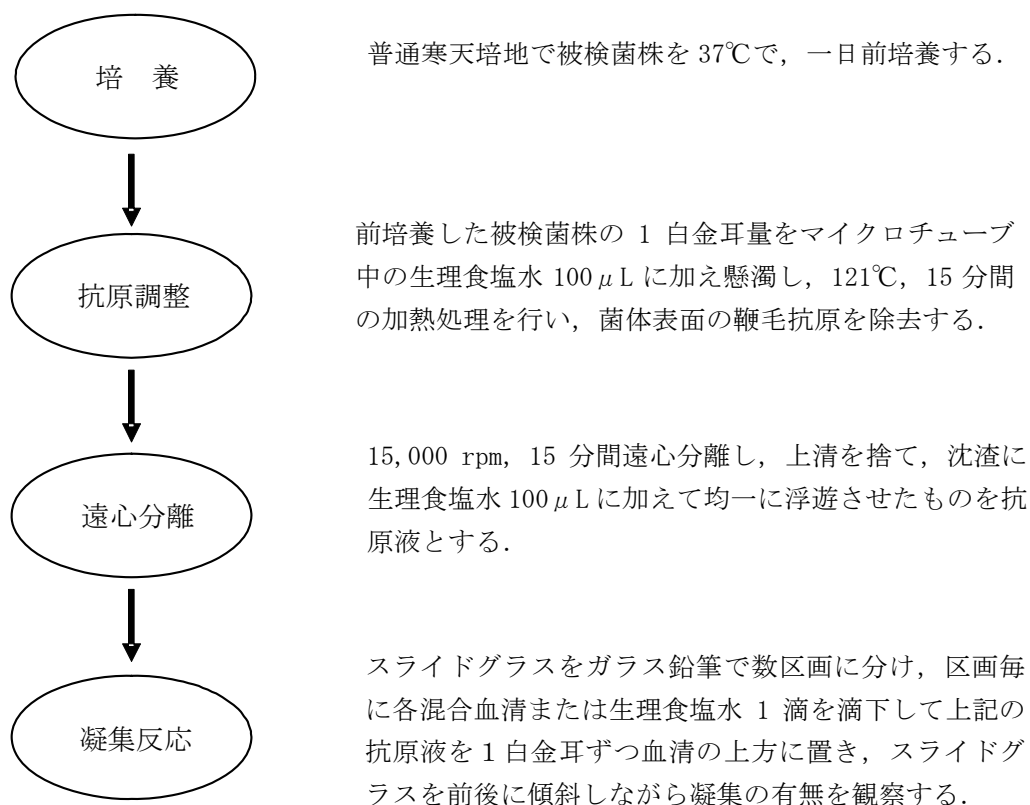 培　養
普通寒天培地で被検菌株を 37℃で，一日前培養する．
抗原調整
前培養した被検菌株の 1 白金耳量をマイクロチューブ
中の生理食塩水 100μL に加え懸濁し，121℃，15 分間
の加熱処理を行い，菌体表面の鞭毛抗原を除去する．
遠心分離
15,000 rpm，15 分間遠心分離し，上清を捨て，沈渣に
生理食塩水 100μL に加えて均一に浮遊させたものを抗
原液とする．
凝集反応
スライドグラスをガラス鉛筆で数区画に分け，区画毎
に各混合血清または生理食塩水 1 滴を滴下して上記の
抗原液を 1 白金耳ずつ血清の上方に置き，スライドグ
ラスを前後に傾斜しながら凝集の有無を観察する．